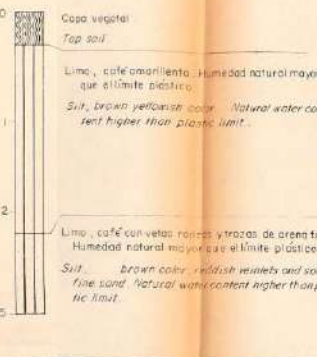 0
Capa vegetal
Top soil
Limo, café amarillento. Humedad natural mayor
que el límite plástico
Silt, brown yellowish color. Natural water con
tent higher than plastic limit.
1
2
Limo, café con vetas rojizas y trazas de arena
Humedad natural mayor que el límite plástico
Silt, brown color, reddish veinlets and
fine sand. Natural water content higher than
tic limit.
5